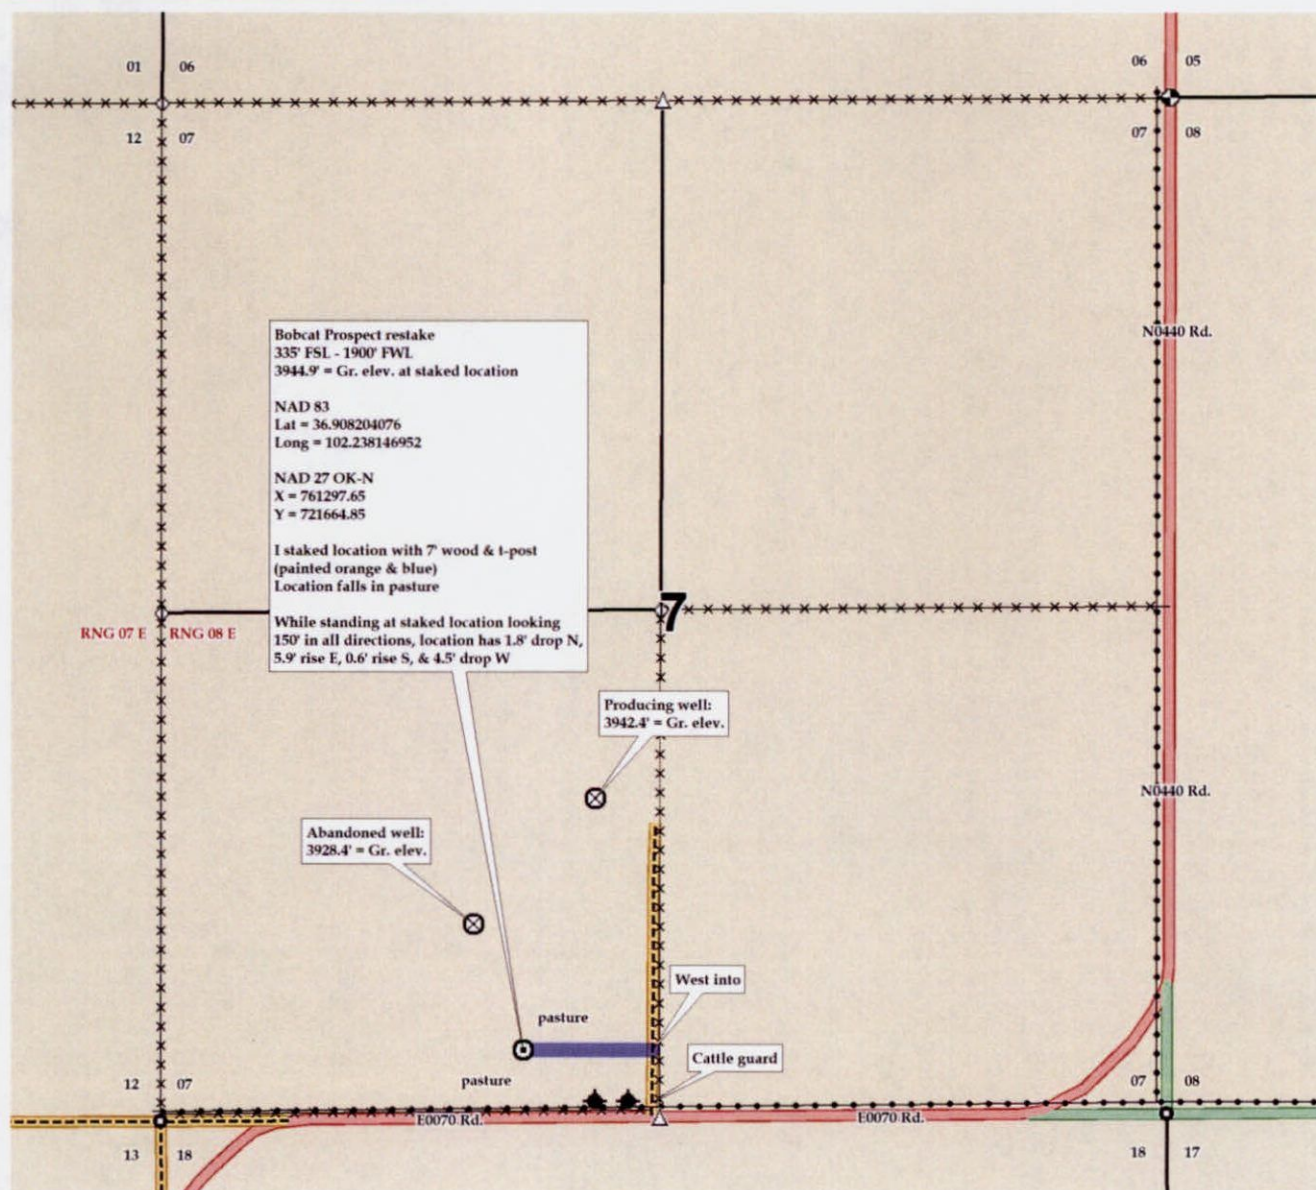 01 06
06 05
12 07
07 08
N0440 Rd.
Bobcat Prospect restake
335' FSL - 1900' FWL
3944.9' = Gr. elev. at staked location
NAD 83
Lat = 36.908204076
Long = 102.238146952
NAD 27 OK-N
X = 761297.65
Y = 721664.85
I staked location with 7' wood & t-post
(painted orange & blue)
Location falls in pasture
While standing at staked location looking
150' in all directions, location has 1.8' drop N,
5.9' rise E, 0.6' rise S, & 4.5' drop W
7
RNG 07 E RNG 08 E
Producing well:
3942.4' = Gr. elev.
N0440 Rd.
Abandoned well:
3928.4' = Gr. elev.
West into
pasture
Cattle guard
pasture
12 07
07 08
E0070 Rd.
E0070 Rd.
13 18
18 17